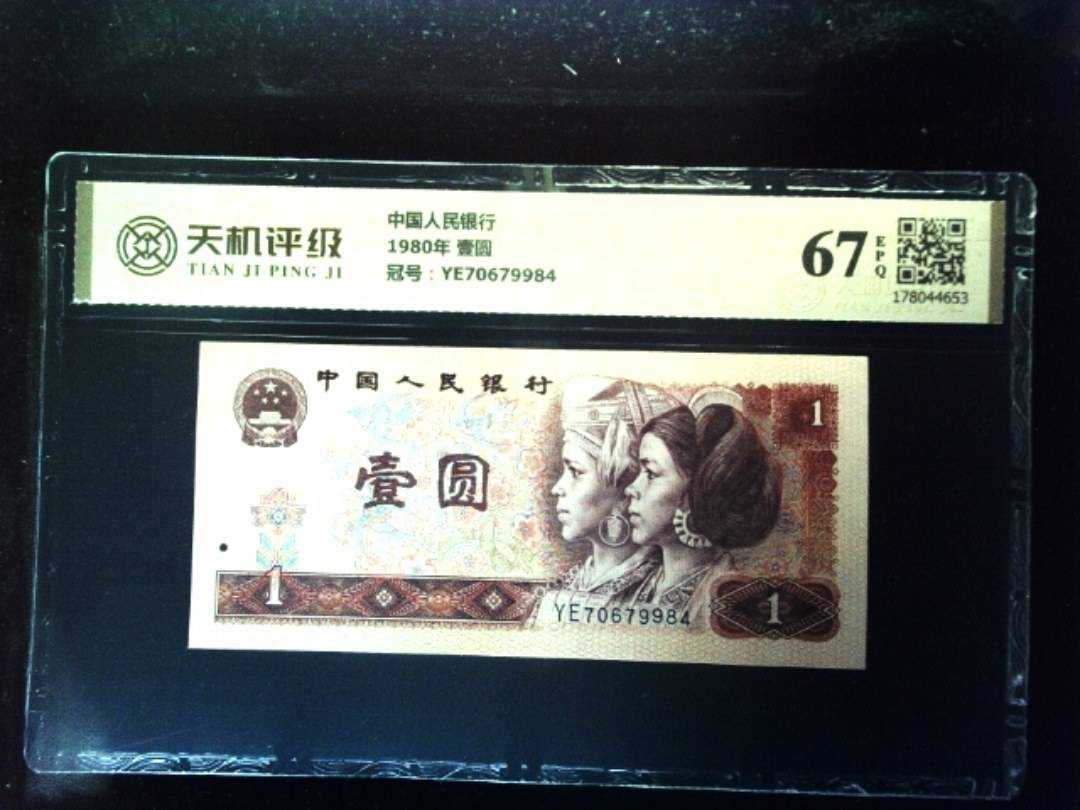 天机评级
TIAN JI PING JI
中国人民银行
1980年 壹圆
冠号：YE70679984
67
EPQ
178044653
中国人民银行
1
壹圆
1
YE70679984
1